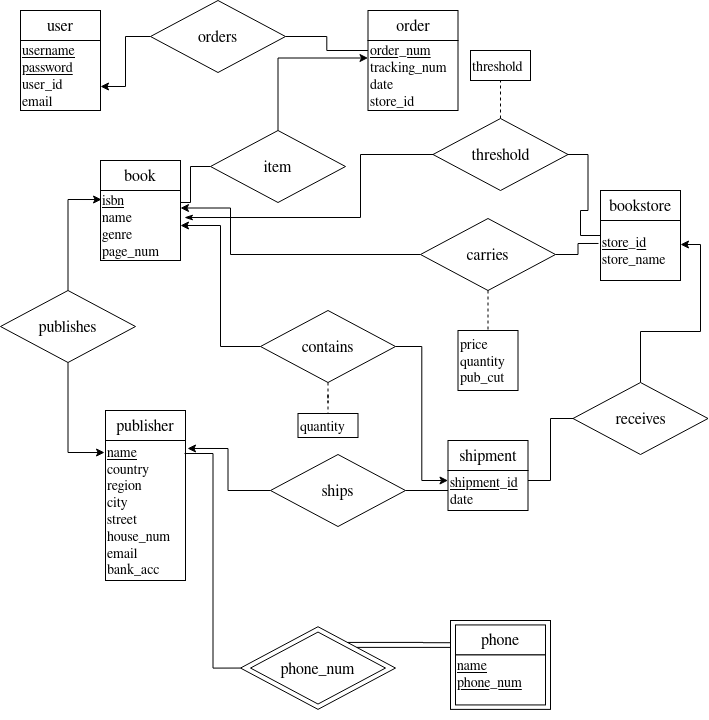 user
username
password
user_id
email
orders
order
order_num
tracking_num
date
store_id
threshold
item
threshold
book
isbn
name
genre
page_num
bookstore
store_id
store_name
carries
price
quantity
pub_cut
publishes
contains
quantity
receives
publisher
name
country
region
city
street
house_num
email
bank_acc
ships
shipment
shipment_id
date
phone_num
phone
name
phone_num